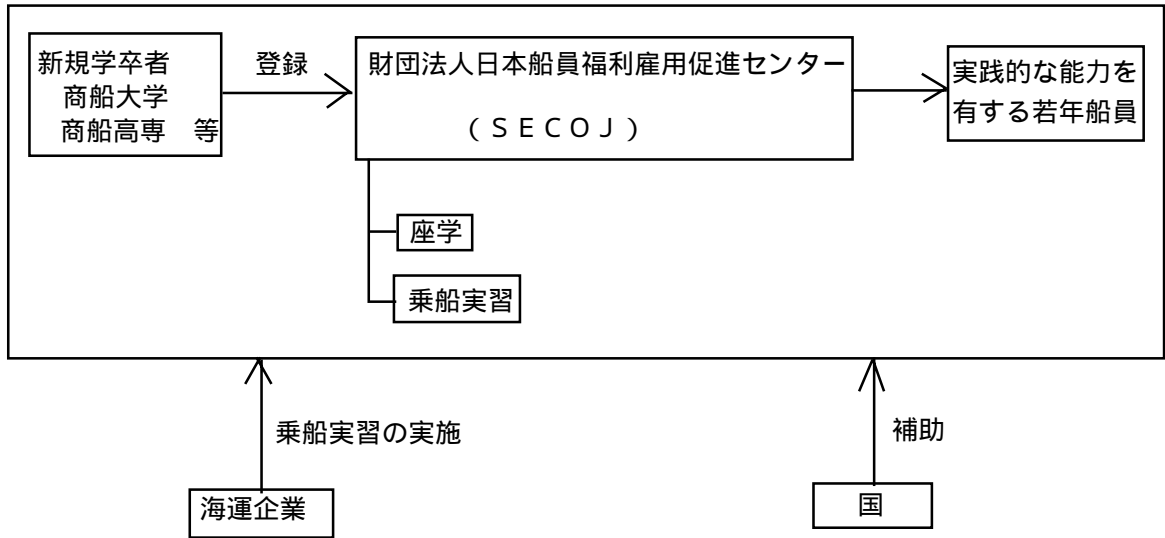 新規学卒者
商船大学
商船高専　等
登録
財団法人日本船員福利雇用促進センター
（ＳＥＣＯＪ）
実践的な能力を
有する若年船員
座学
乗船実習
乗船実習の実施
補助
海運企業
国